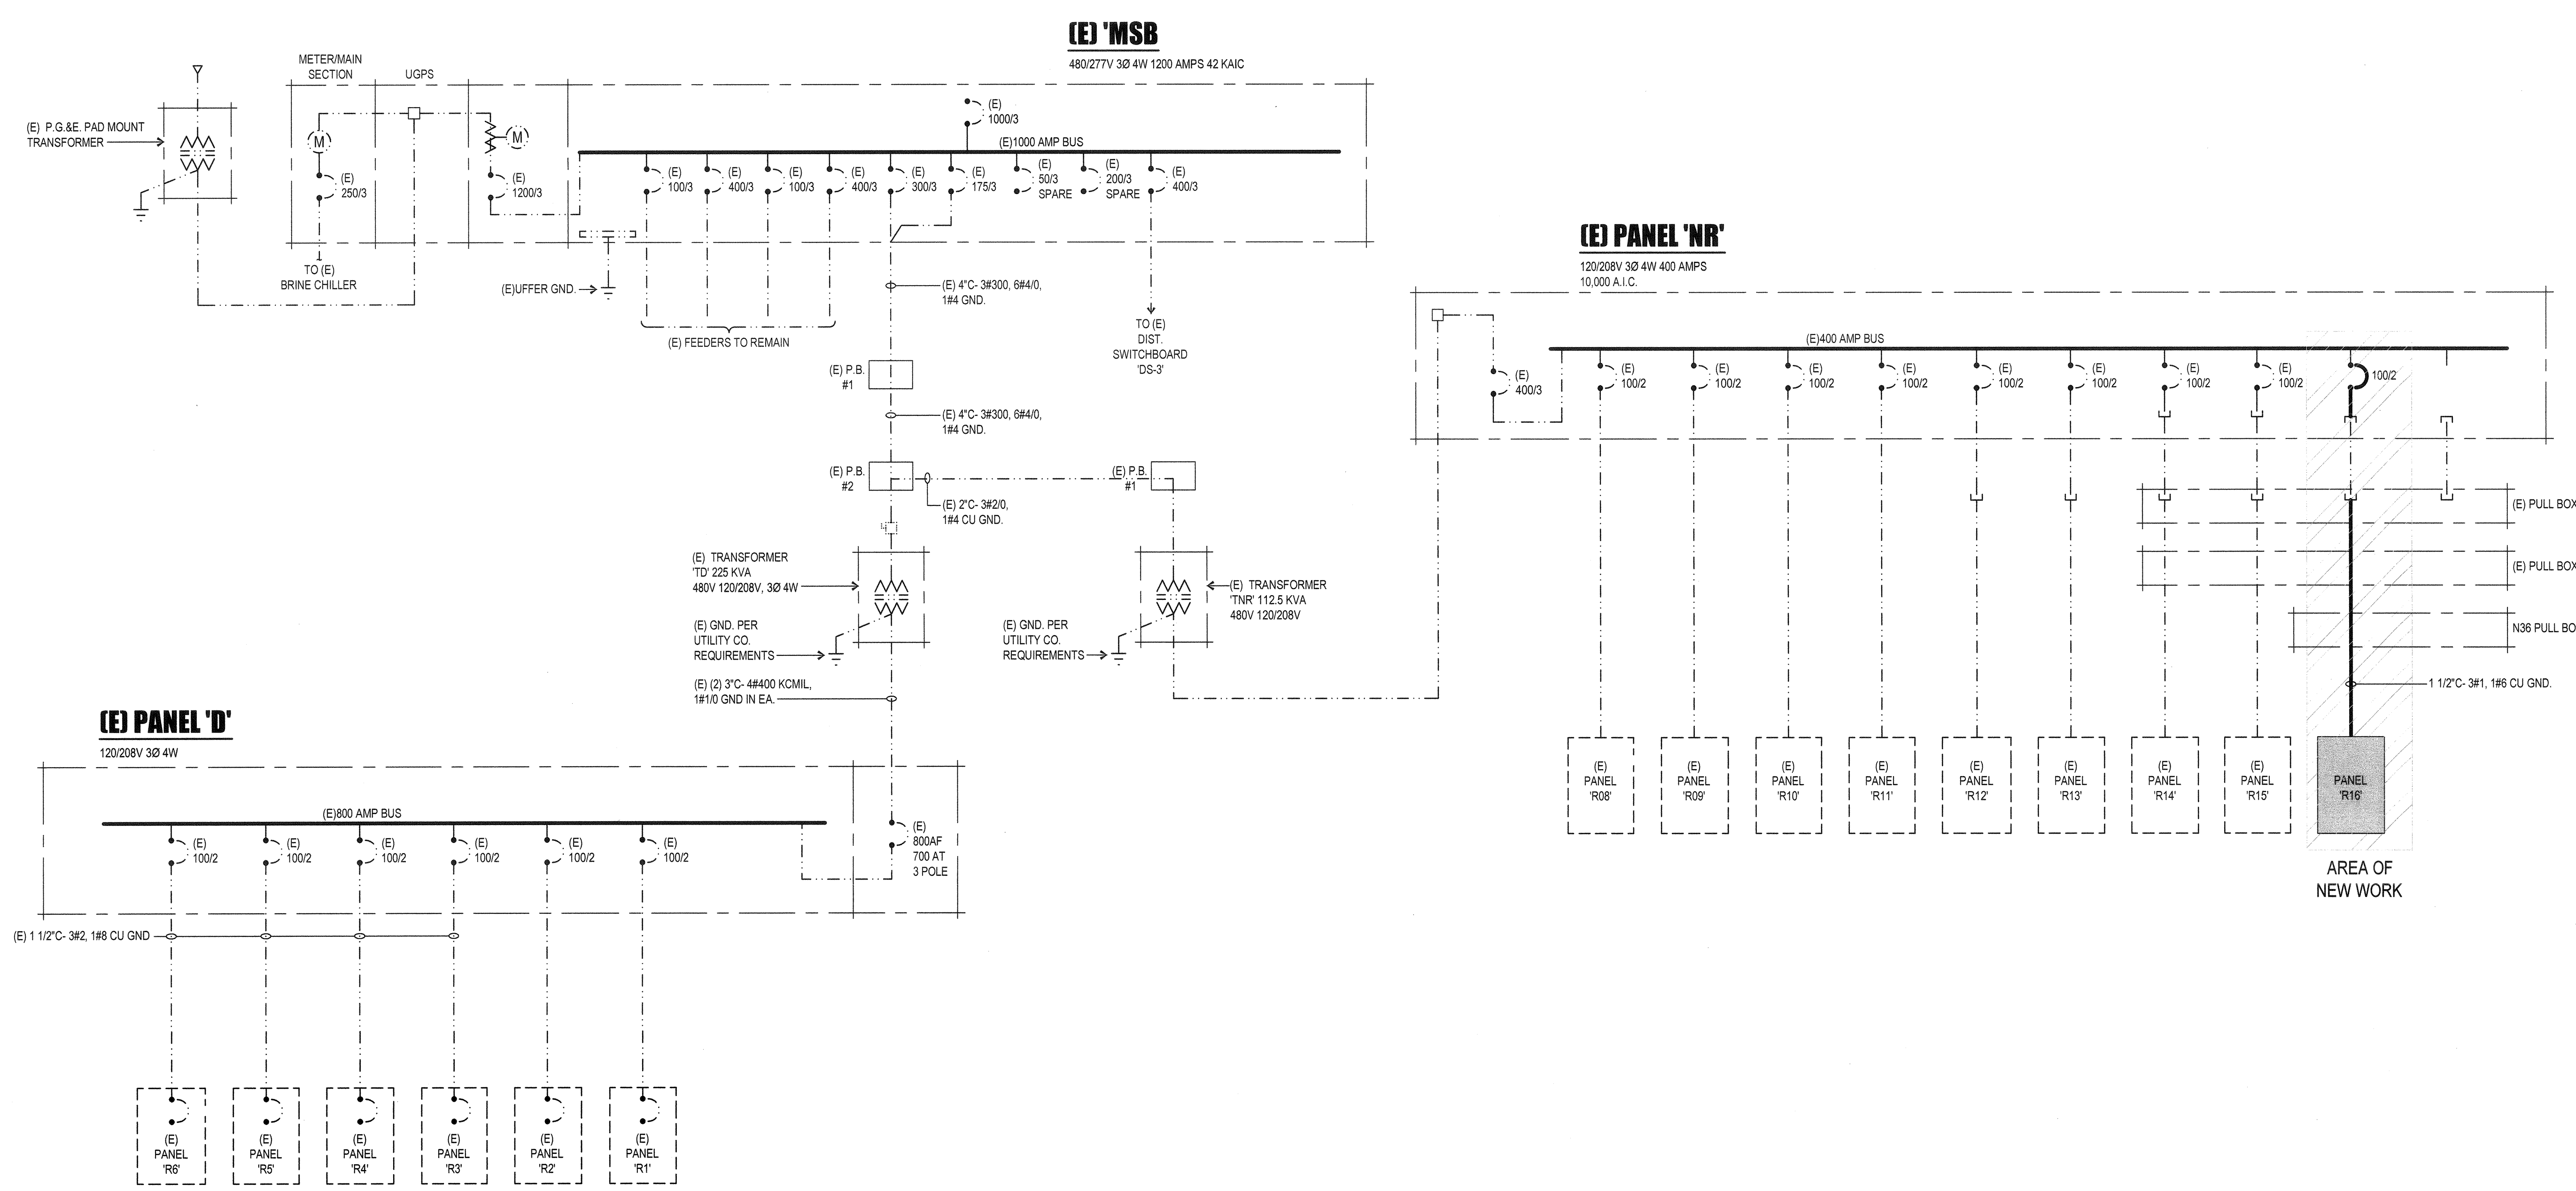 (E) 'MSB
480/277V 3Ø 4W 1200 AMPS 42 KAIC
METER/MAIN
SECTION
UGPS
(E) P.G.&E. PAD MOUNT
TRANSFORMER
M
(E)
250/3
TO (E)
BRINE CHILLER
M
(E)
1200/3
(E)
1000/3
(E)1000 AMP BUS
(E)
100/3
(E)
400/3
(E)
100/3
(E)
400/3
(E)
300/3
(E)
175/3
(E)
50/3
SPARE
(E)
200/3
SPARE
(E)
400/3
(E)UFFER GND.
(E) FEEDERS TO REMAIN
(E) 4"C- 3#300, 6#4/0,
1#4 GND.
TO (E)
DIST.
SWITCHBOARD
'DS-3'
(E) P.B.
#1
(E) 4"C- 3#300, 6#4/0,
1#4 GND.
(E) P.B.
#2
(E) 2"C- 3#2/0,
1#4 CU GND.
(E) P.B.
#1
(E) TRANSFORMER
'TD' 225 KVA
480V 120/208V, 3Ø 4W
(E) GND. PER
UTILITY CO.
REQUIREMENTS
(E) (2) 3"C- 4#400 KCMIL,
1#1/0 GND IN EA.
(E) TRANSFORMER
'TNR' 112.5 KVA
480V 120/208V
(E) GND. PER
UTILITY CO.
REQUIREMENTS
(E) PANEL 'NR'
120/208V 3Ø 4W 400 AMPS
10,000 A.I.C.
(E)400 AMP BUS
(E)
400/3
(E)
100/2
(E)
100/2
(E)
100/2
(E)
100/2
(E)
100/2
(E)
100/2
(E)
100/2
(E)
100/2
100/2
(E) PULL BOX
(E) PULL BOX
N36 PULL BO
1 1/2"C- 3#1, 1#6 CU GND.
(E)
PANEL
'R08'
(E)
PANEL
'R09'
(E)
PANEL
'R10'
(E)
PANEL
'R11'
(E)
PANEL
'R12'
(E)
PANEL
'R13'
(E)
PANEL
'R14'
(E)
PANEL
'R15'
PANEL
'R16'
AREA OF
NEW WORK
(E) PANEL 'D'
120/208V 3Ø 4W
(E)800 AMP BUS
(E)
800AF
700 AT
3 POLE
(E)
100/2
(E)
100/2
(E)
100/2
(E)
100/2
(E)
100/2
(E)
100/2
(E) 1 1/2"C- 3#2, 1#8 CU GND
(E)
PANEL
'R6'
(E)
PANEL
'R5'
(E)
PANEL
'R4'
(E)
PANEL
'R3'
(E)
PANEL
'R2'
(E)
PANEL
'R1'